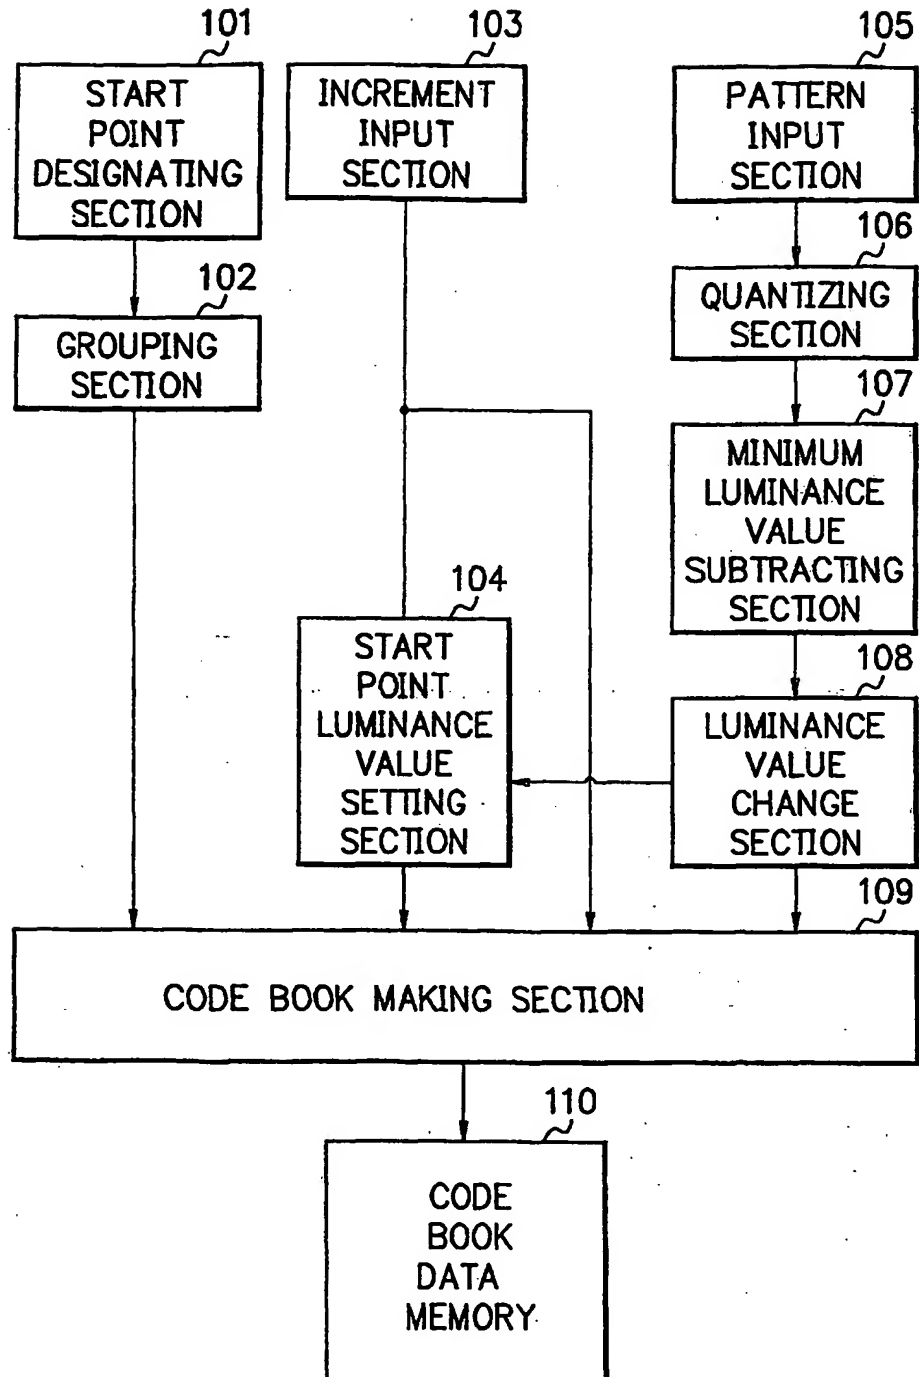 101
START
POINT
DESIGNATING
SECTION
103
INCREMENT
INPUT
SECTION
105
PATTERN
INPUT
SECTION
102
GROUPING
SECTION
106
QUANTIZING
SECTION
107
MINIMUM
LUMINANCE
VALUE
SUBTRACTING
SECTION
104
START
POINT
LUMINANCE
VALUE
SETTING
SECTION
108
LUMINANCE
VALUE
CHANGE
SECTION
109
CODE BOOK MAKING SECTION
110
CODE
BOOK
DATA
MEMORY